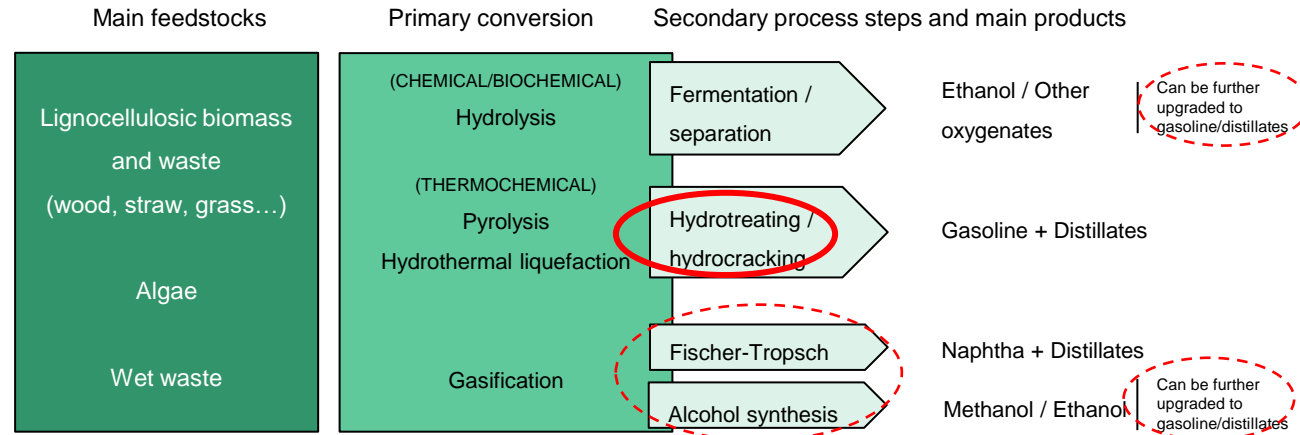 Main feedstocks
Primary conversion
Secondary process steps and main products
Lignocellulosic biomass
and waste
(wood, straw, grass…)
Algae
Wet waste
(CHEMICAL/BIOCHEMICAL)
Hydrolysis
(THERMOCHEMICAL)
Pyrolysis
Hydrothermal liquefaction
Gasification
Fermentation /
separation
Hydrotreating /
hydrocracking
Fischer-Tropsch
Alcohol synthesis
Ethanol / Other
oxygenates
Can be further
upgraded to
gasoline/distillates
Gasoline + Distillates
Naphtha + Distillates
Methanol / Ethanol
Can be further
upgraded to
gasoline/distillates